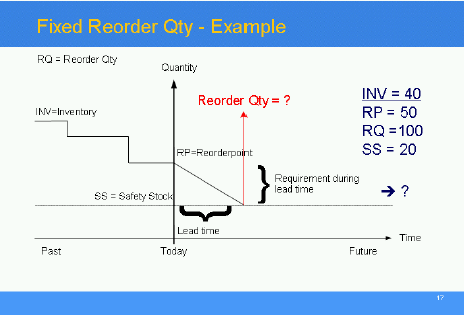 Fixed Reorder Qty - Example
RQ = Reorder Qty
Quantity
Reorder Qty = ?
INV = 40
RP = 50
RQ =100
SS = 20
INV=Inventory
RP=Reorderpoint
Requirement during
lead time
➔ ?
SS = Safety Stock
Lead time
Time
Past
Today
Future
17